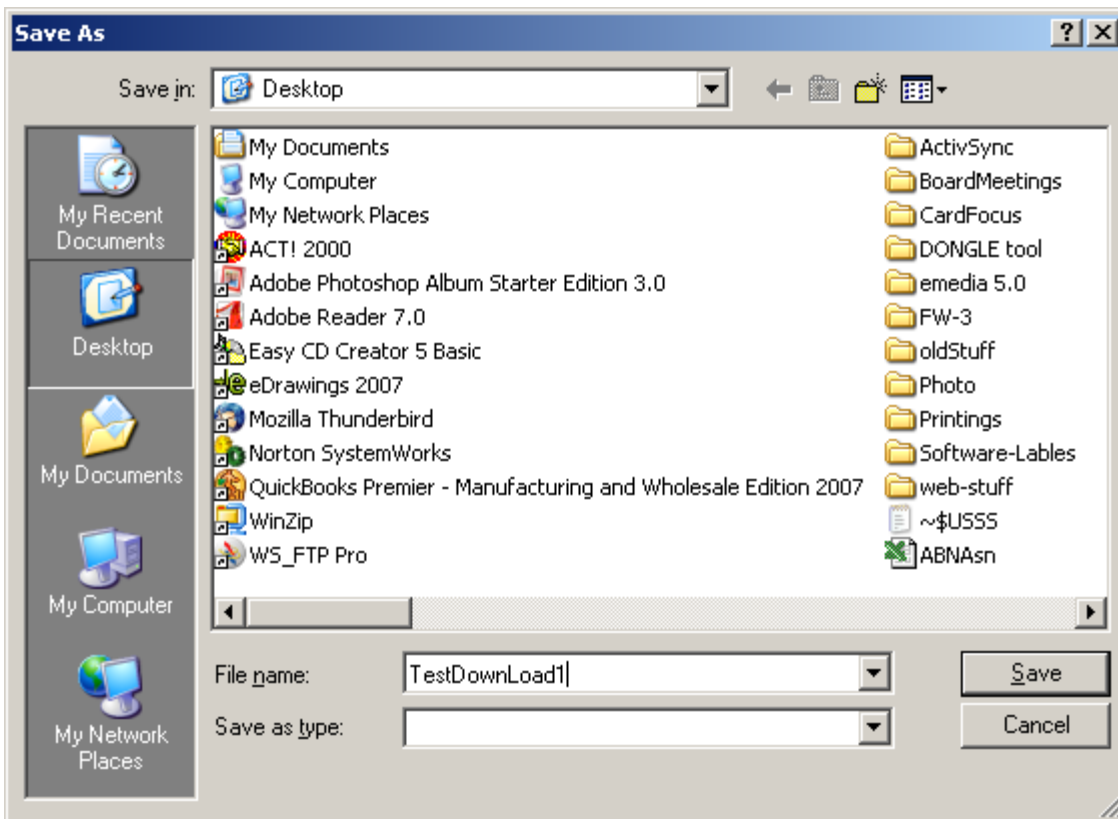 Save As
Save in:
Desktop
My Recent
Documents
Desktop
My Documents
My Computer
My Network
Places
My Documents
My Computer
My Network Places
ACT! 2000
Adobe Photoshop Album Starter Edition 3.0
Adobe Reader 7.0
Easy CD Creator 5 Basic
eDrawings 2007
Mozilla Thunderbird
Norton SystemWorks
QuickBooks Premier - Manufacturing and Wholesale Edition 2007
WinZip
WS_FTP Pro
ActivSync
BoardMeetings
CardFocus
DONGLE tool
emedia 5.0
FW-3
oldStuff
Photo
Printings
Software-Lables
web-stuff
~$USSS
ABNAsn
File name:
TestDownLoad1
Save
Save as type:
Cancel